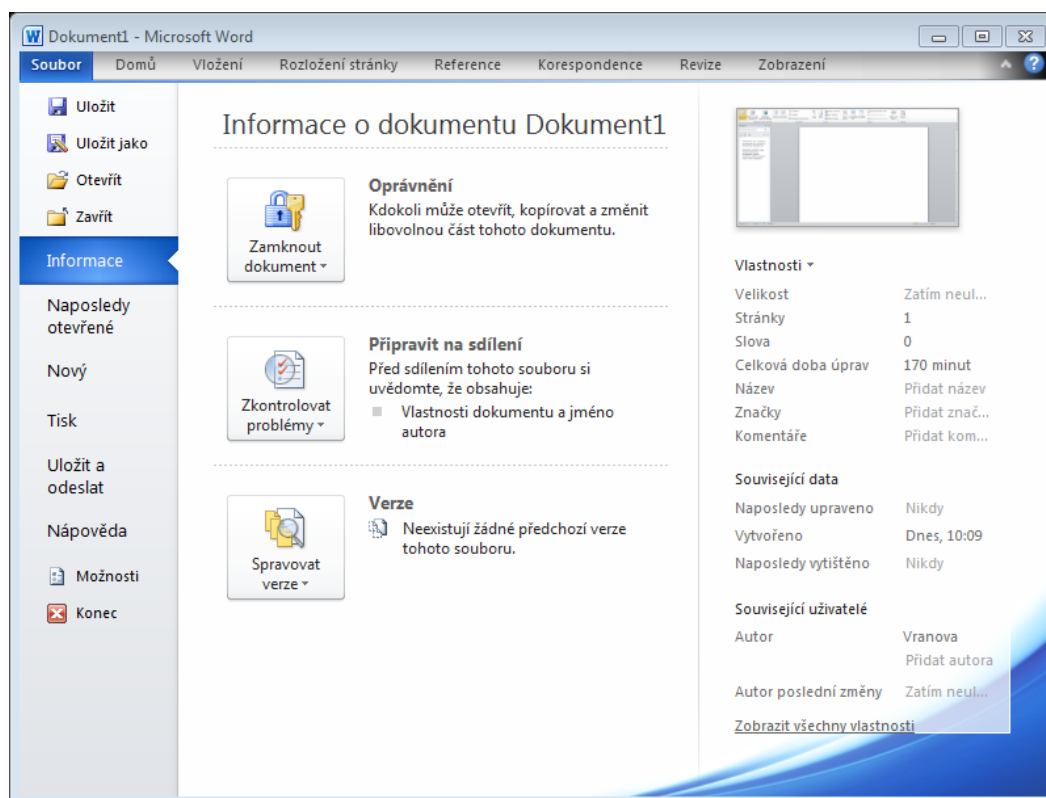 Dokument1 - Microsoft Word
Soubor Domů Vložení Rozložení stránky Reference Korespondence Revize Zobrazení
Uložit
Uložit jako
Otevřít
Zavřít
Informace
Naposledy
otevřené
Nový
Tisk
Uložit a
odeslat
Nápověda
Možnosti
Konec
Informace o dokumentu Dokument1
Zamknout
dokument
Oprávnění
Kdokoli může otevřít, kopírovat a změnit
libovolnou část tohoto dokumentu.
Zkontrolovat
problémy
Připravit na sdílení
Před sdílením tohoto souboru si
uvědomte, že obsahuje:
Vlastnosti dokumentu a jméno
autora
Spravovat
verze
Verze
Neexistují žádné předchozí verze
tohoto souboru.
Vlastnosti
Velikost Zatím neul...
Stránky 1
Slova 0
Celková doba úprav 170 minut
Název Přidat název
Značky Přidat znač...
Komentáře Přidat kom...
Související data
Naposledy upraveno Nikdy
Vytvořeno Dnes, 10:09
Naposledy vytištěno Nikdy
Související uživatelé
Autor Vranova
Přidat autora
Autor poslední změny Zatím neul...
Zobrazit všechny vlastnosti